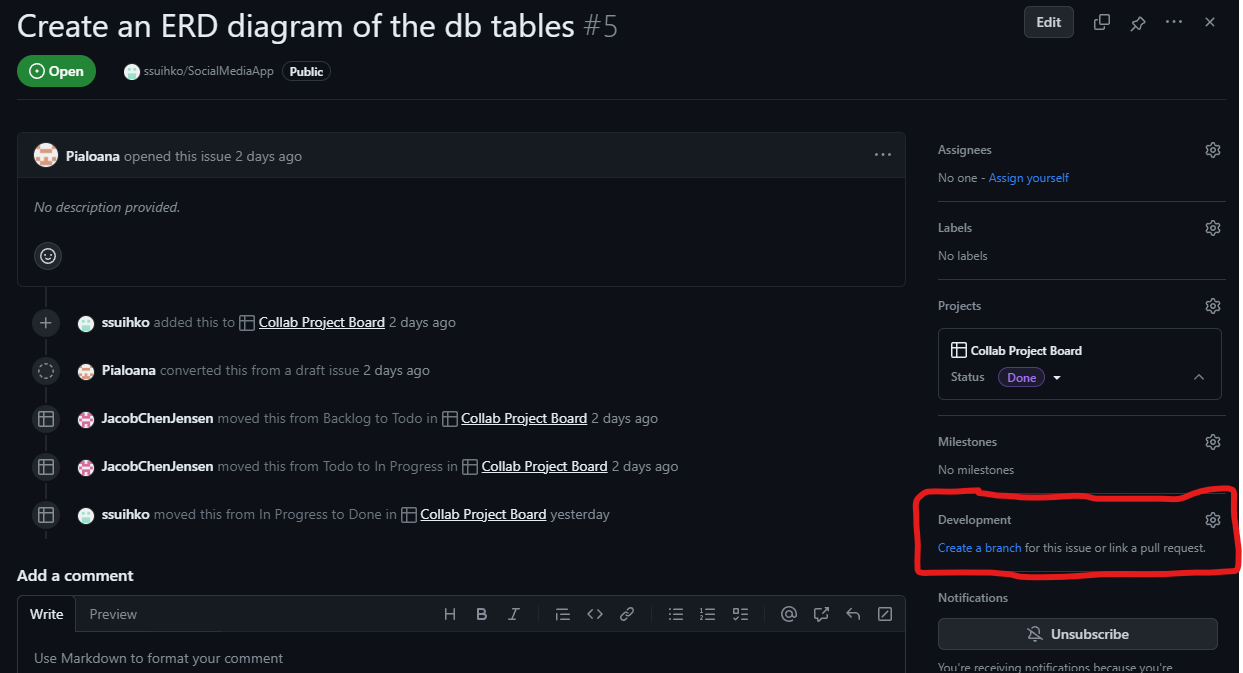 Create an ERD diagram of the db tables #5
Edit
Open
ssuihko/SocialMediaApp
Public
Pialoana opened this issue 2 days ago
No description provided.
ssuihko added this to Collab Project Board 2 days ago
Pialoana converted this from a draft issue 2 days ago
JacobChenJensen moved this from Backlog to Todo in Collab Project Board 2 days ago
JacobChenJensen moved this from Todo to In Progress in Collab Project Board 2 days ago
ssuihko moved this from In Progress to Done in Collab Project Board yesterday
Add a comment
Write
Preview
H B I
Use Markdown to format your comment
Assignees
No one - Assign yourself
Labels
No labels
Projects
Collab Project Board
Status Done
Milestones
No milestones
Development
Create a branch for this issue or link a pull request.
Notifications
Unsubscribe
You're receiving notifications because you're